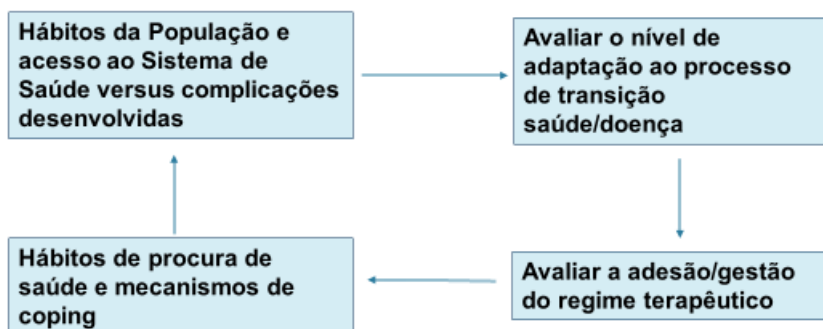 Hábitos da População e
acesso ao Sistema de
Saúde versus complicações
desenvolvidas
Avaliar o nível de
adaptação ao processo
de transição
saúde/doença
Hábitos de procura de
saúde e mecanismos de
coping
Avaliar a adesão/gestão
do regime terapêutico